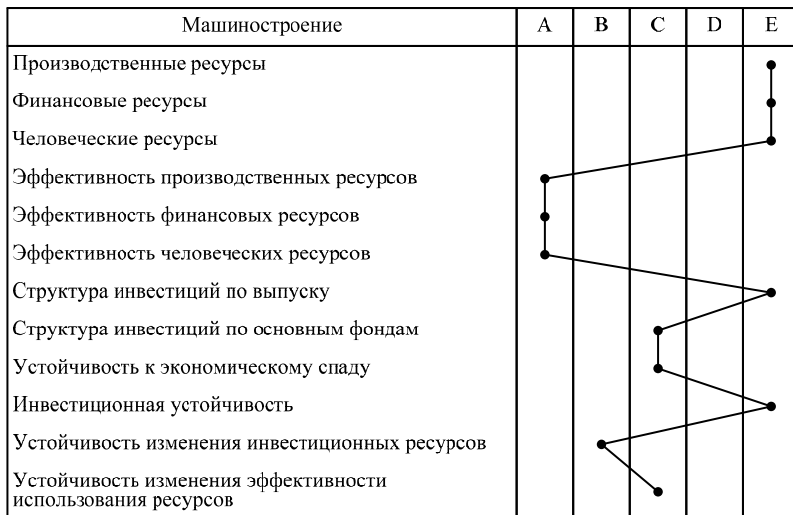 Машиностроение A B C D E
Производственные ресурсы
Финансовые ресурсы
Человеческие ресурсы
Эффективность производственных ресурсов
Эффективность финансовых ресурсов
Эффективность человеческих ресурсов
Структура инвестиций по выпуску
Структура инвестиций по основным фондам
Устойчивость к экономическому спаду
Инвестиционная устойчивость
Устойчивость изменения инвестиционных ресурсов
Устойчивость изменения эффективности
использования ресурсов